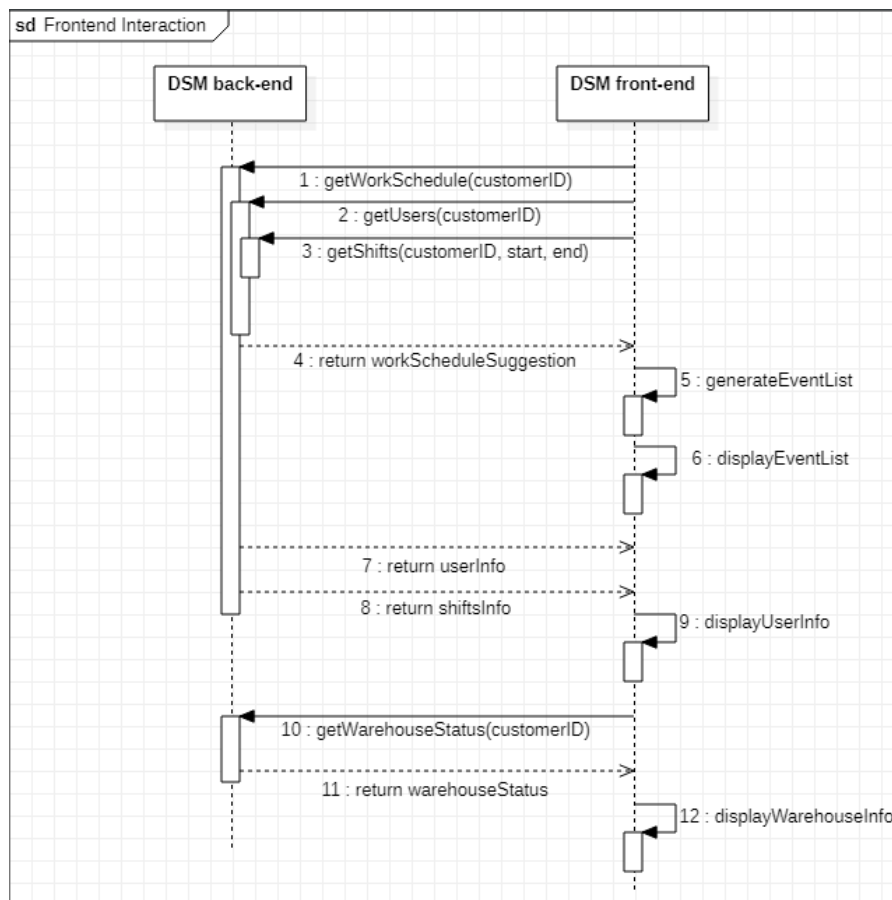 sd Frontend Interaction
DSM back-end
DSM front-end
1 : getWorkSchedule(customerID)
2 : getUsers(customerID)
3 : getShifts(customerID, start, end)
4 : return workScheduleSuggestion
5 : generateEventList
6 : displayEventList
7 : return userInfo
8 : return shiftsInfo
9 : displayUserInfo
10 : getWarehouseStatus(customerID)
11 : return warehouseStatus
12 : displayWarehouseInfo